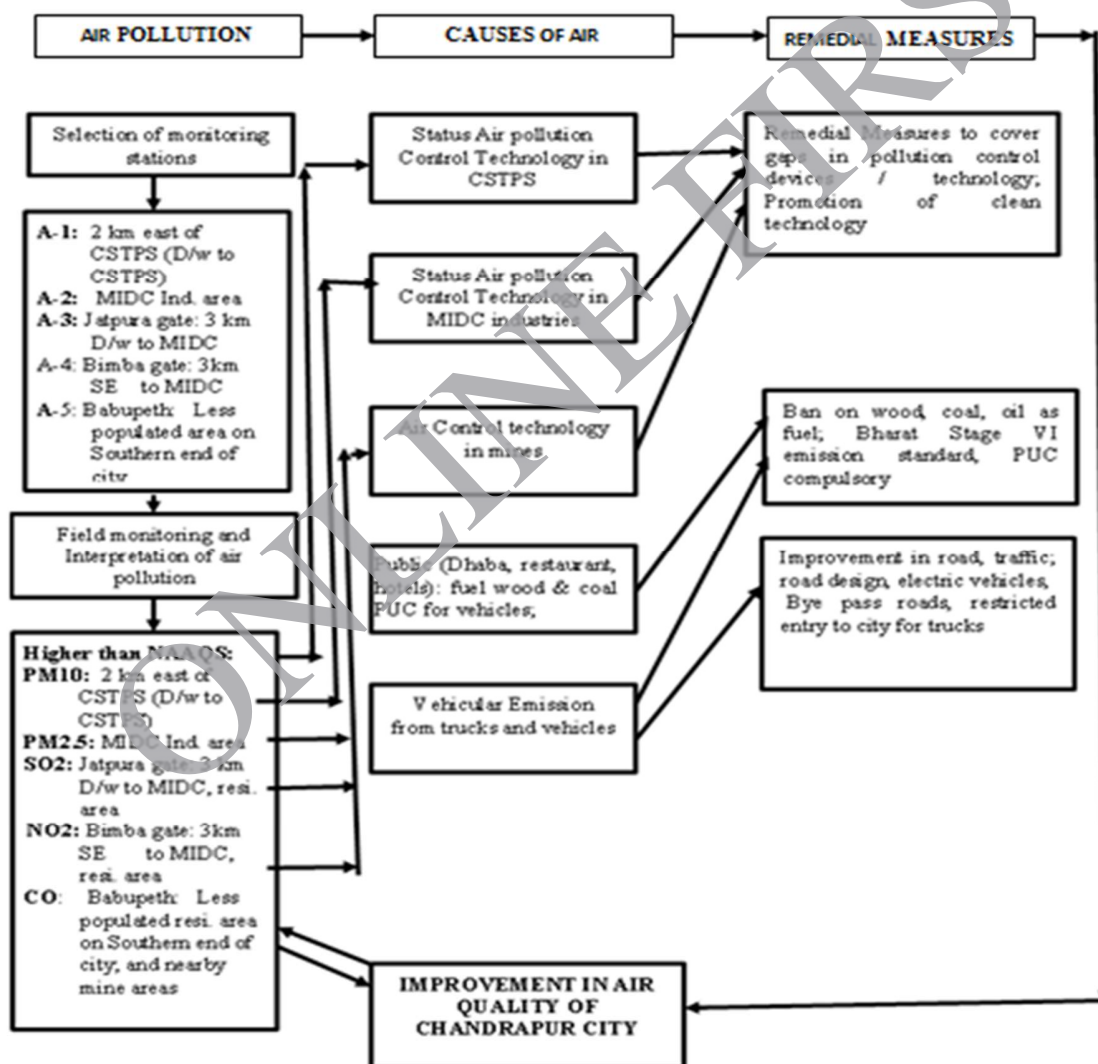 AIR POLLUTION
CAUSES OF AIR
REMEDIAL MEASURES
Selection of monitoring
stations
A-1: 2 km east of
CSTPS (D/w to
CSTPS)
A-2: MIDC Ind. area
A-3: Jatpura gate: 3 km
D/w to MIDC
A-4: Bimba gate: 3km
SE to MIDC
A-5: Babupeth: Less
populated area on
Southern end of
city
Field monitoring and
Interpretation of air
pollution
Higher than NAAQS:
PM10: 2 km east of
CSTPS (D/w to
CSTPS)
PM2.5: MIDC Ind. area
SO2: Jatpura gate: 3 km
D/w to MIDC, resi.
area
NO2: Bimba gate: 3km
SE to MIDC,
resi. area
CO: Babupeth: Less
populated resi. area
on Southern end of
city, and nearby
mine areas
Status Air pollution
Control Technology in
CSTPS
Status Air pollution
Control Technology in
MIDC industries
Air Control technology
in mines
Public (Dhaba, restaurant,
hotels): fuel wood & coal
PUC for vehicles;
Vehicular Emission
from trucks and vehicles
Remedial Measures to cover
gaps in pollution control
devices / technology;
Promotion of clean
technology
Ban on wood, coal, oil as
fuel; Bharat Stage VI
emission standard, PUC
compulsory
Improvement in road, traffic;
road design, electric vehicles,
Bye pass roads, restricted
entry to city for trucks
IMPROVEMENT IN AIR
QUALITY OF
CHANDRAPUR CITY
ONLINE FIRS